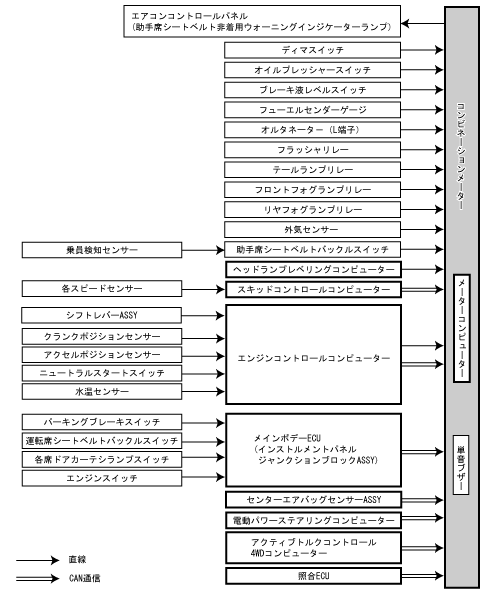 エアコンコントロールパネル
(助手席シートベルト非着用ウォーニングインジケーターランプ)
ディマスイッチ
オイルプレッシャースイッチ
ブレーキ液レベルスイッチ
フューエルセンダーゲージ
オルタネーター (L端子)
フラッシャリレー
テールランプリレー
フロントフォグランプリレー
リヤフォグランプリレー
外気センサー
乗員検知センサー
助手席シートベルトバックルスイッチ
ヘッドランプレベリングコンピューター
各スピードセンサー
スキッドコントロールコンピューター
シフトレバーASSY
クランクポジションセンサー
アクセルポジションセンサー
ニュートラルスタートスイッチ
水温センサー
エンジンコントロールコンピューター
パーキングブレーキスイッチ
運転席シートベルトバックルスイッチ
各席ドアカーテシランプスイッチ
エンジンスイッチ
メインボデーECU
(インストルメントパネル
ジャンクションブロックASSY)
センターエアバッグセンサーASSY
電動パワーステアリングコンピューター
アクティブトルクコントロール
4WDコンピューター
照合ECU
コンビネーションメーター
メーターコンピューター
単音ブザー
直線
CAN通信